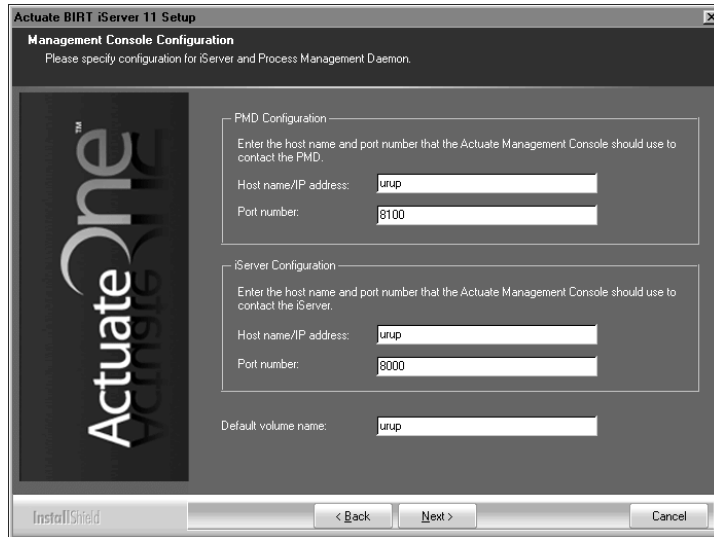 Actuate BIRT iServer 11 Setup
Management Console Configuration
Please specify configuration for iServer and Process Management Daemon.
ActuateOne™
PMD Configuration
Enter the host name and port number that the Actuate Management Console should use to
contact the PMD.
Host name/IP address: urup
Port number: 8100
iServer Configuration
Enter the host name and port number that the Actuate Management Console should use to
contact the iServer.
Host name/IP address: urup
Port number: 8000
Default volume name: urup
InstallShield
< Back Next > Cancel